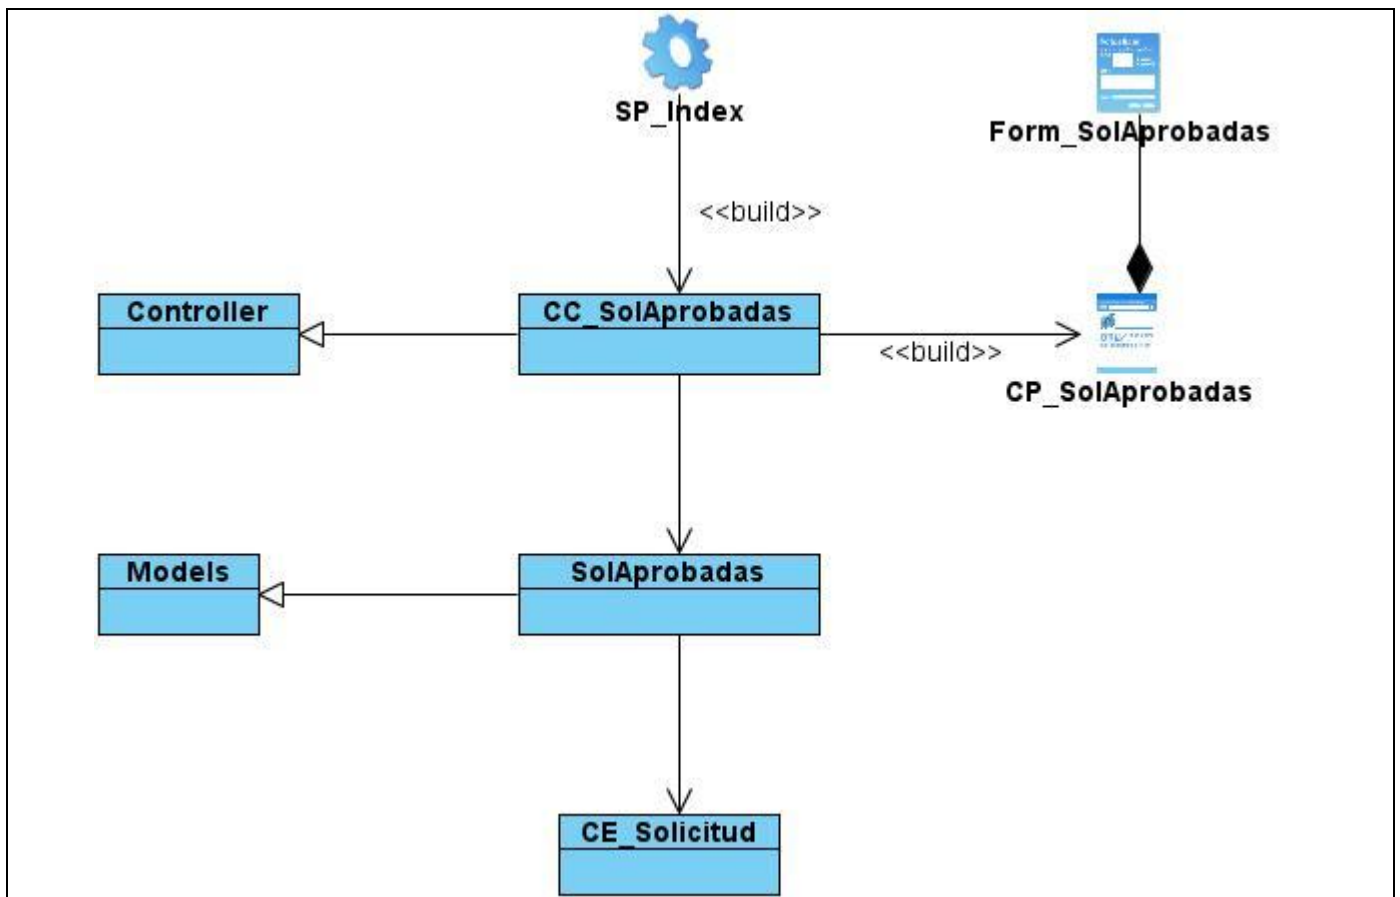 SP_Index
Form_SolAprobadas
<<build>>
Controller
CC_SolAprobadas
<<build>>
CP_SolAprobadas
Models
SolAprobadas
CE_Solicitud